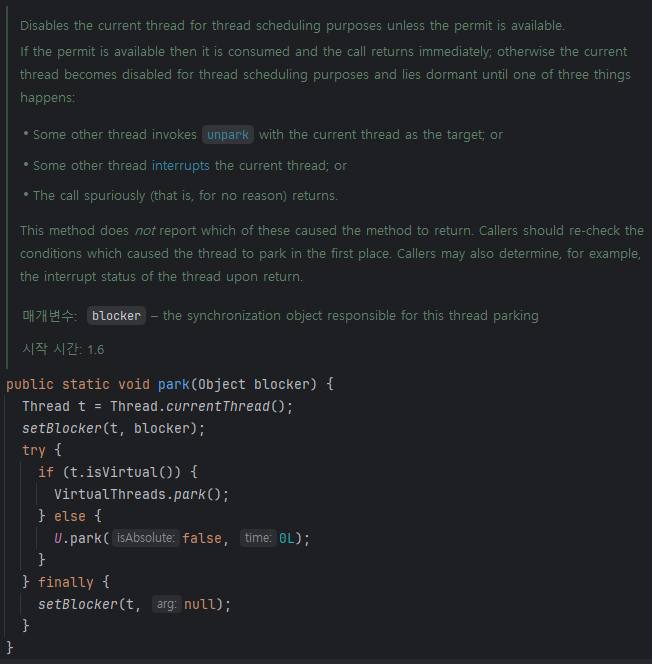 Disables the current thread for thread scheduling purposes unless the permit is available.
If the permit is available then it is consumed and the call returns immediately; otherwise the current
thread becomes disabled for thread scheduling purposes and lies dormant until one of three things
happens:
• Some other thread invokes unpark with the current thread as the target; or
• Some other thread interrupts the current thread; or
• The call spuriously (that is, for no reason) returns.
This method does not report which of these caused the method to return. Callers should re-check the
conditions which caused the thread to park in the first place. Callers may also determine, for example,
the interrupt status of the thread upon return.
매개변수: blocker – the synchronization object responsible for this thread parking
시작 시간: 1.6
public static void park(Object blocker) {
Thread t = Thread.currentThread();
setBlocker(t, blocker);
try {
if (t.isVirtual()) {
VirtualThreads.park();
} else {
U.park( isAbsolute: false, time: 0L);
}
} finally {
setBlocker(t, arg: null);
}
}